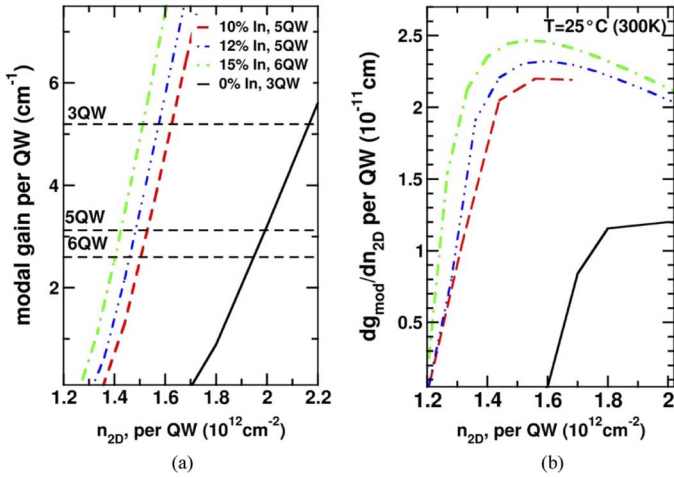 modal gain per QW (cm⁻¹)
6
4
2
10% In, 5QW
12% In, 5QW
15% In, 6QW
0% In, 3QW
3QW
5QW
6QW
1.2 1.4 1.6 1.8 2 2.2
n2D, per QW (10¹²cm⁻²)
(a)
dgmod/dn2D per QW (10⁻¹¹cm)
T=25°C (300K)
2.5
2
1.5
1
0.5
1.2 1.4 1.6 1.8 2
n2D, per QW (10¹²cm⁻²)
(b)